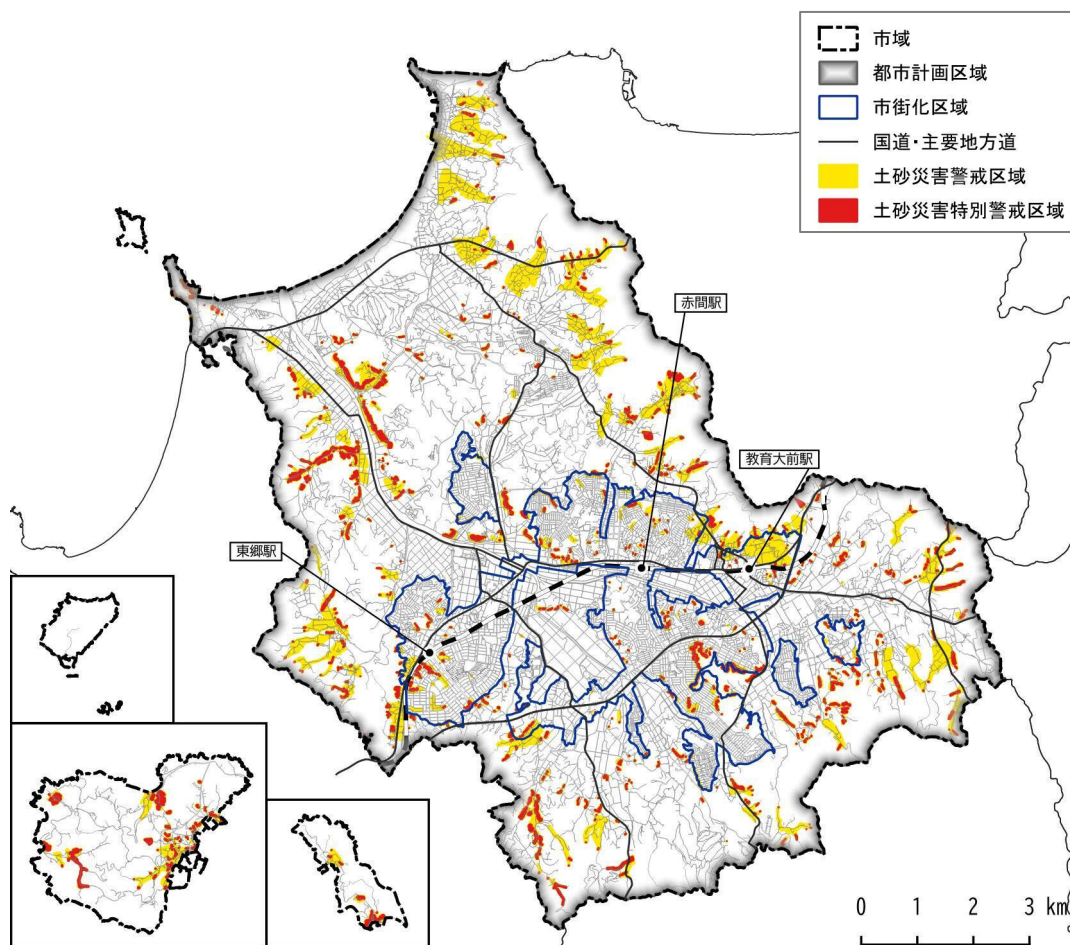 市域
都市計画区域
市街化区域
国道・主要地方道
土砂災害警戒区域
土砂災害特別警戒区域
赤間駅
教育大前駅
東郷駅
0 1 2 3 km